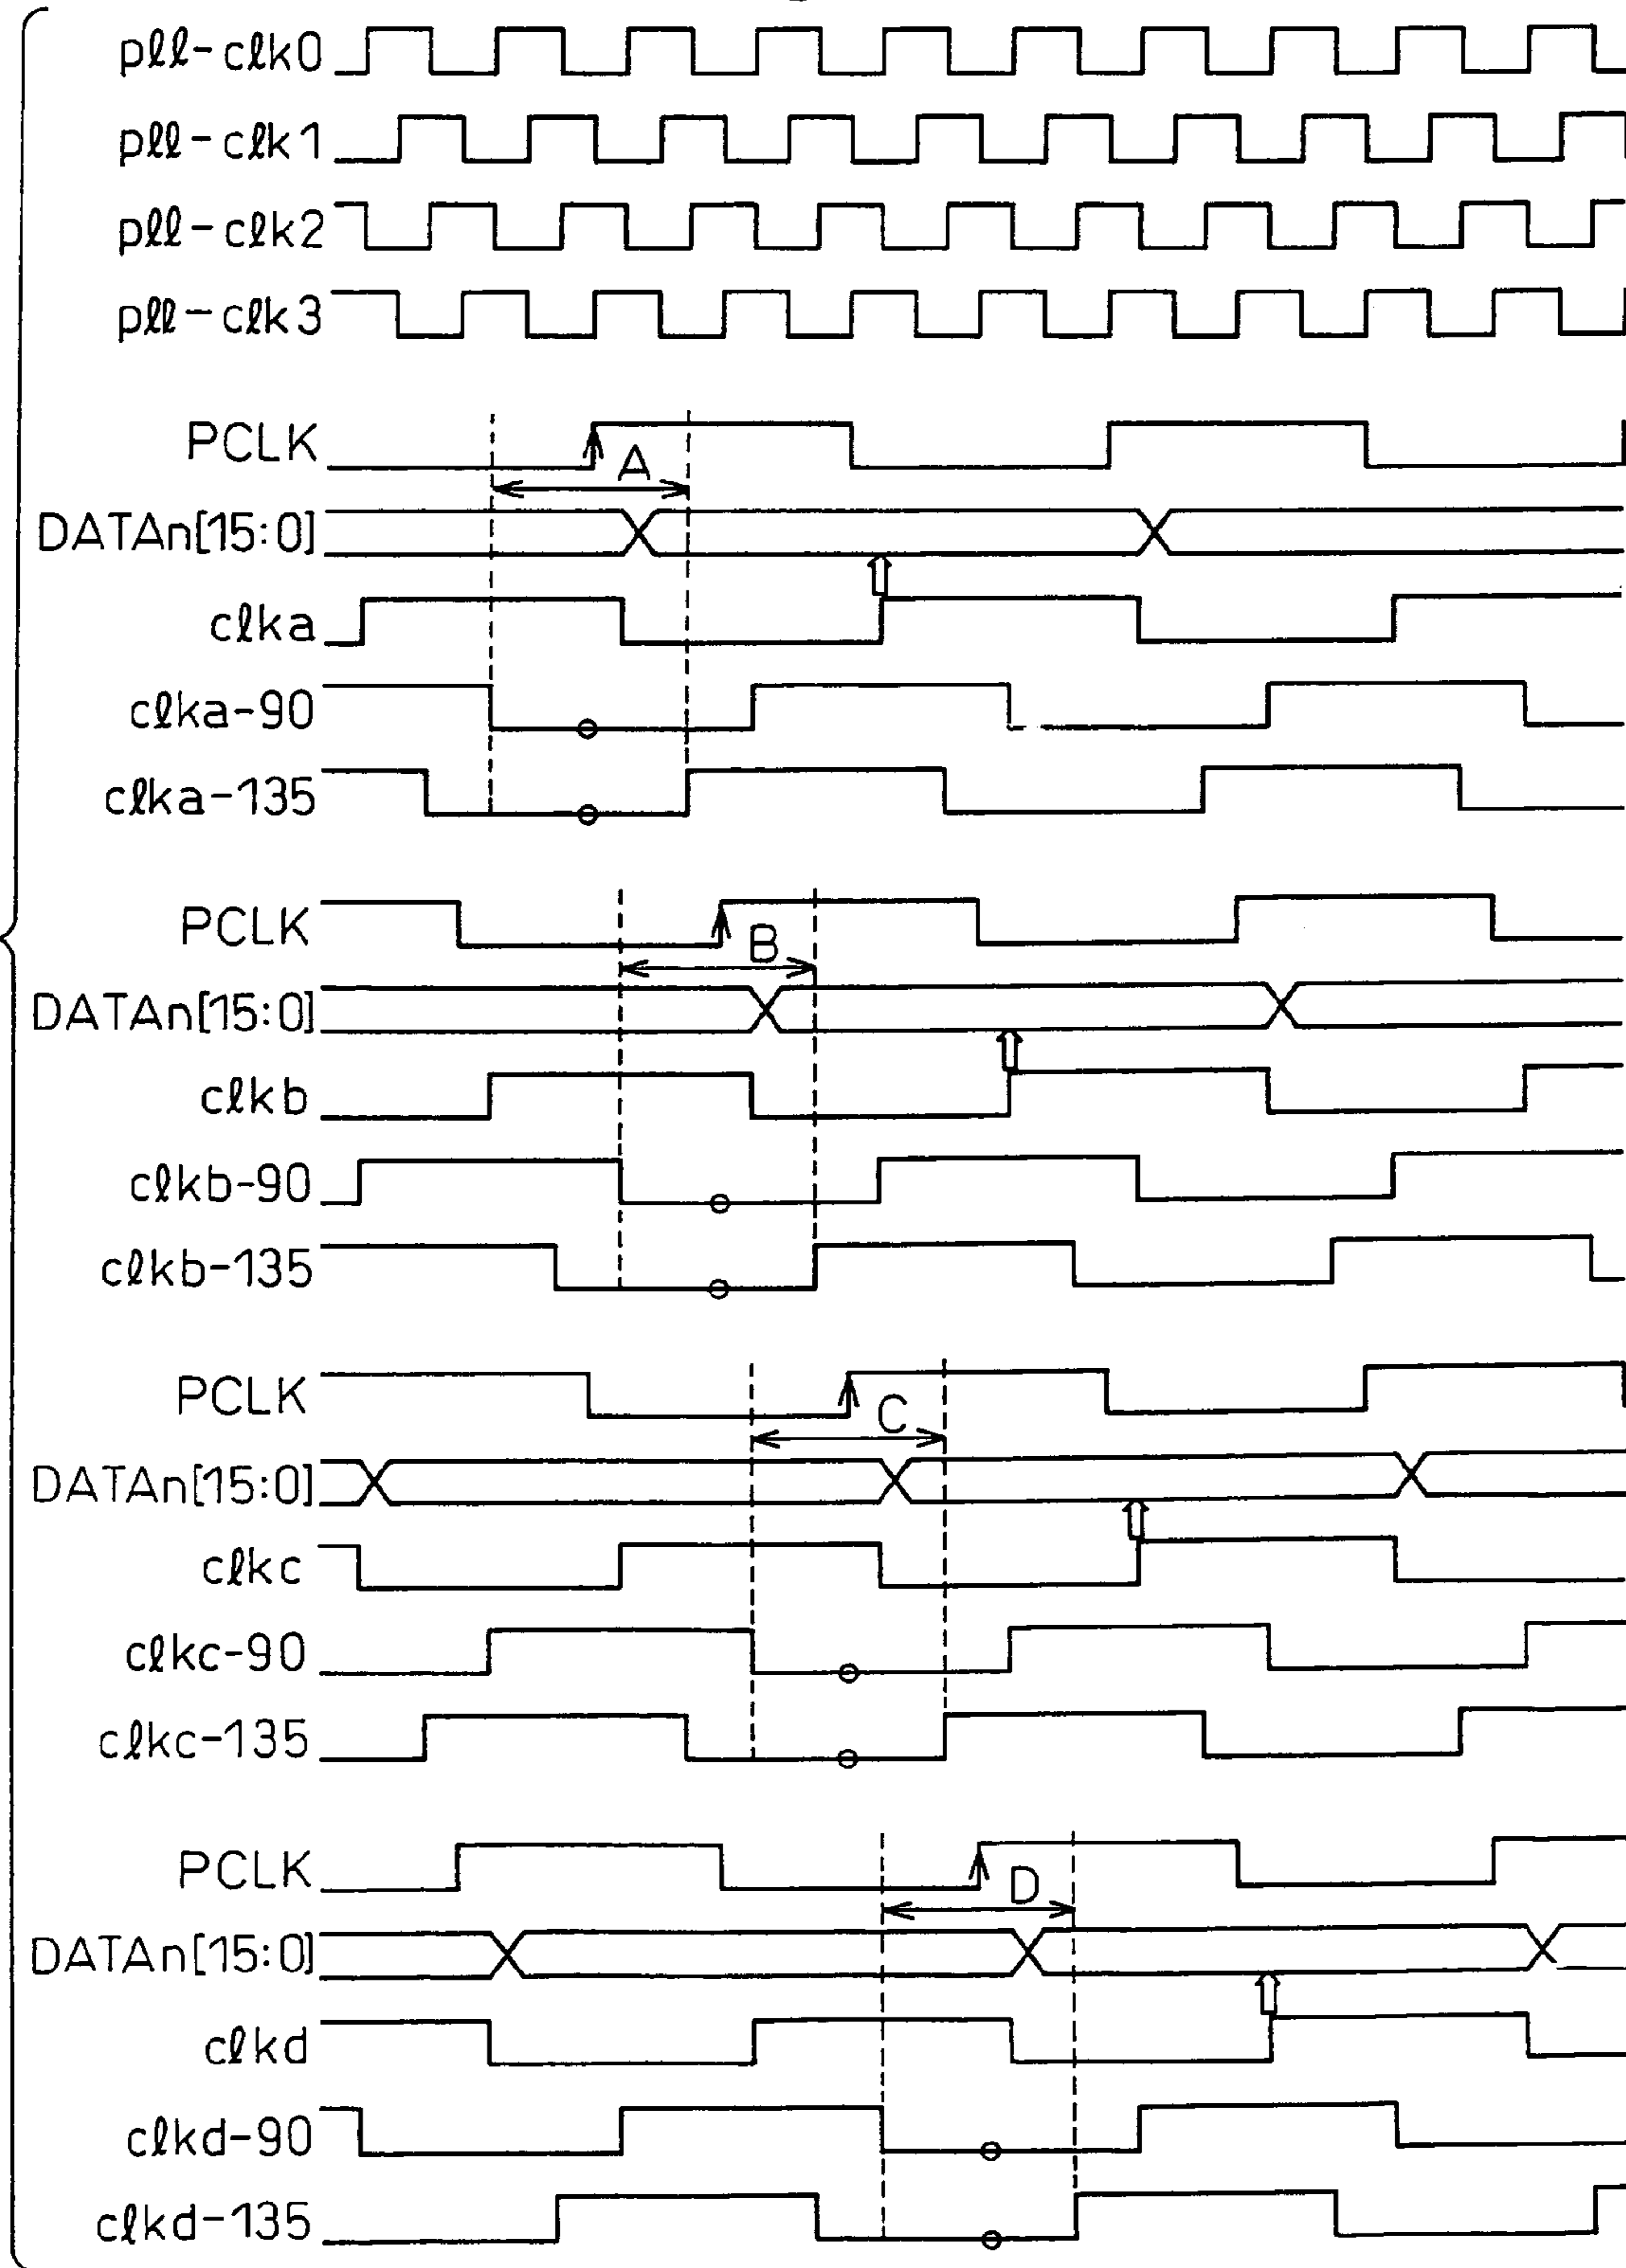 pll-clk0
pll-clk1
pll-clk2
pll-clk3
PCLK
A
DATAn[15:0]
clka
clka-90
clka-135
PCLK
B
DATAn[15:0]
clkb
clkb-90
clkb-135
PCLK
C
DATAn[15:0]
clkc
clkc-90
clkc-135
PCLK
D
DATAn[15:0]
clkd
clkd-90
clkd-135